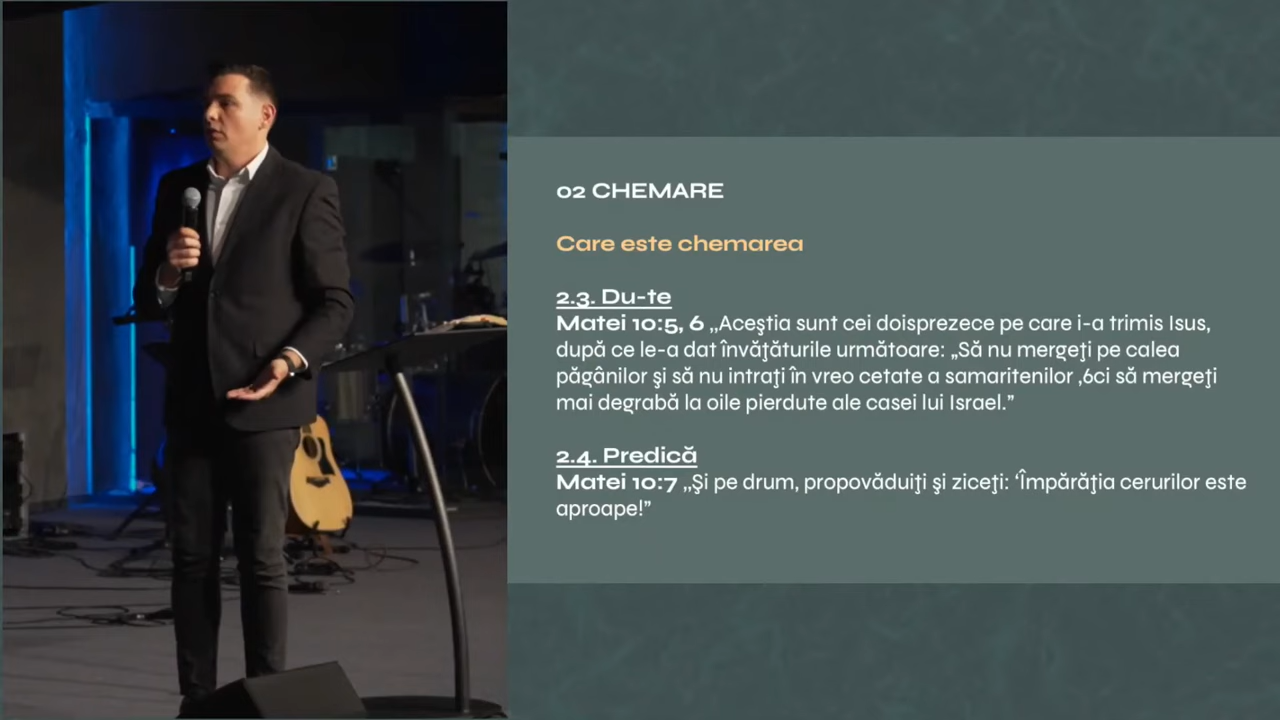 02 CHEMARE
Care este chemarea
2.3. Du-te
Matei 10:5, 6 „Aceştia sunt cei doisprezece pe care i-a trimis Isus,
după ce le-a dat învăţăturile următoare: „Să nu mergeţi pe calea
păgânilor şi să nu intraţi în vreo cetate a samaritenilor ,6ci să mergeţi
mai degrabă la oile pierdute ale casei lui Israel.”
2.4. Predică
Matei 10:7 „Şi pe drum, propovăduiţi şi ziceţi: ‘Împărăţia cerurilor este
aproape!”